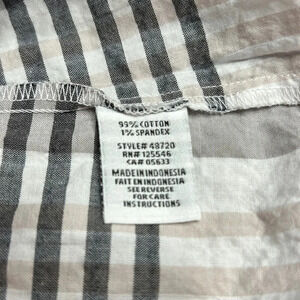 99% COTTON
1% SPANDEX
STYLE# 48720
RN# 125546
CA# 05633
MADE IN INDONESIA
FAIT EN INDONESIA
SEE REVERSE
FOR CARE
INSTRUCTIONS